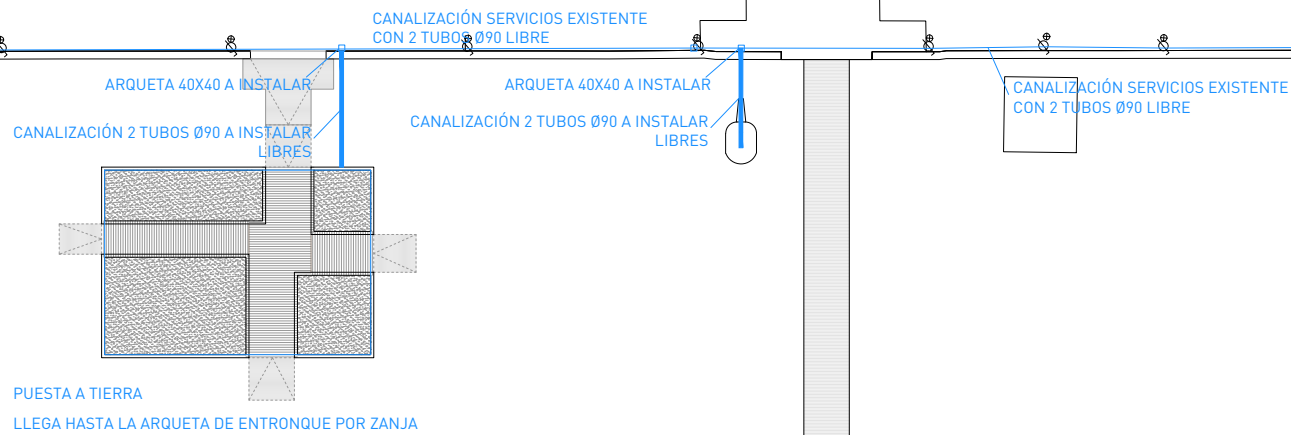 CANALIZACIÓN SERVICIOS EXISTENTE
CON 2 TUBOS Ø90 LIBRE
ARQUETA 40X40 A INSTALAR
CANALIZACIÓN 2 TUBOS Ø90 A INSTALAR
LIBRES
ARQUETA 40X40 A INSTALAR
CANALIZACIÓN 2 TUBOS Ø90 A INSTALAR
LIBRES
CANALIZACIÓN SERVICIOS EXISTENTE
CON 2 TUBOS Ø90 LIBRE
PUESTA A TIERRA
LLEGA HASTA LA ARQUETA DE ENTRONQUE POR ZANJA